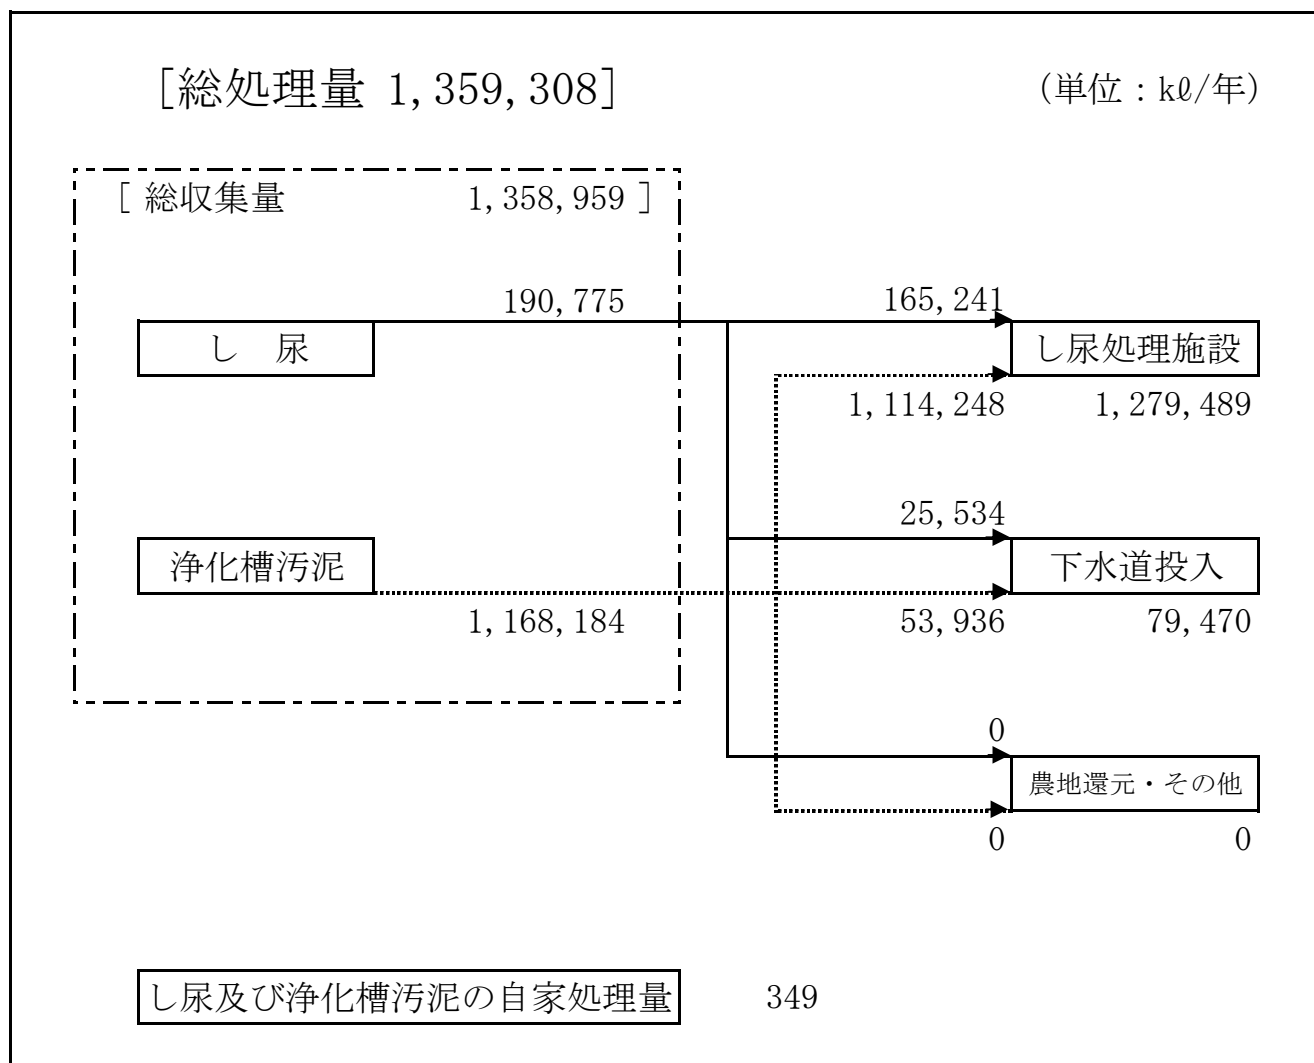 [総処理量 1,359,308] (単位:kℓ/年)
[ 総収集量 1,358,959 ]
190,775 165,241
し 尿 し尿処理施設
1,114,248 1,279,489
25,534
浄化槽汚泥 下水道投入
1,168,184 53,936 79,470
0
農地還元・その他
0 0
し尿及び浄化槽汚泥の自家処理量 349